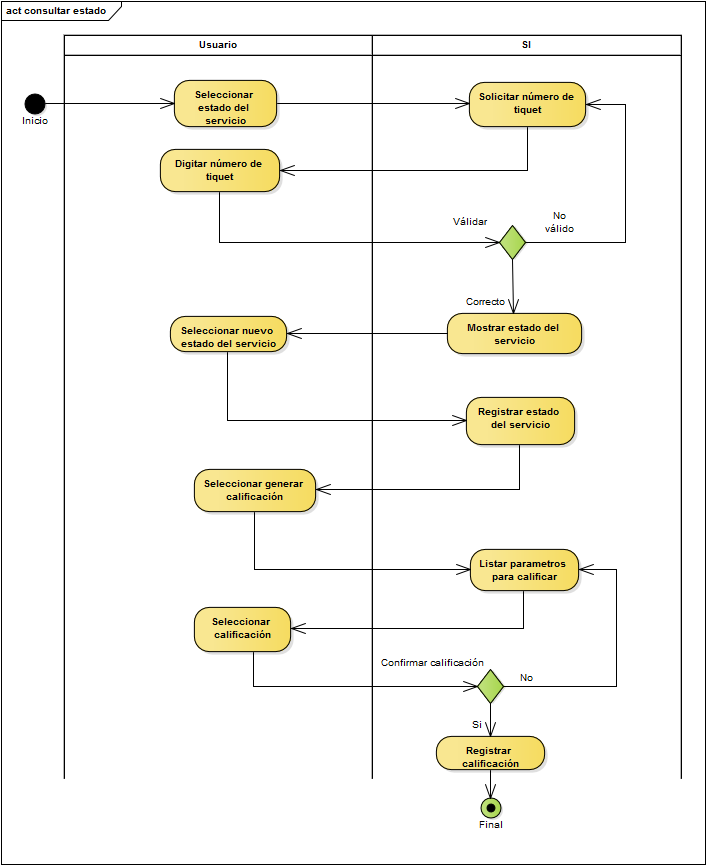 act consultar estado
Usuario
SI
Seleccionar
estado del
servicio
Solicitar número de
tiquet
Inicio
Digitar número de
tiquet
Válidar
No
válido
Correcto
Seleccionar nuevo
estado del servicio
Mostrar estado del
servicio
Registrar estado
del servicio
Seleccionar generar
calificación
Listar parametros
para calificar
Seleccionar
calificación
Confirmar calificación
No
Si
Registrar
calificación
Final